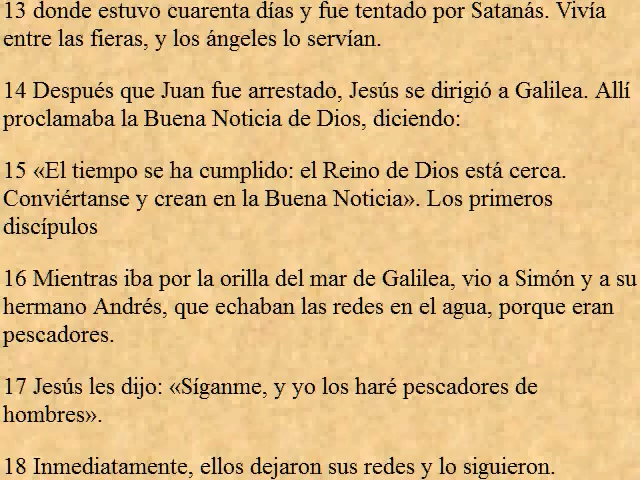 13 donde estuvo cuarenta días y fue tentado por Satanás. Vivía
entre las fieras, y los ángeles lo servían.
14 Después que Juan fue arrestado, Jesús se dirigió a Galilea. Allí
proclamaba la Buena Noticia de Dios, diciendo:
15 «El tiempo se ha cumplido: el Reino de Dios está cerca.
Conviértanse y crean en la Buena Noticia». Los primeros
discípulos
16 Mientras iba por la orilla del mar de Galilea, vio a Simón y a su
hermano Andrés, que echaban las redes en el agua, porque eran
pescadores.
17 Jesús les dijo: «Síganme, y yo los haré pescadores de
hombres».
18 Inmediatamente, ellos dejaron sus redes y lo siguieron.